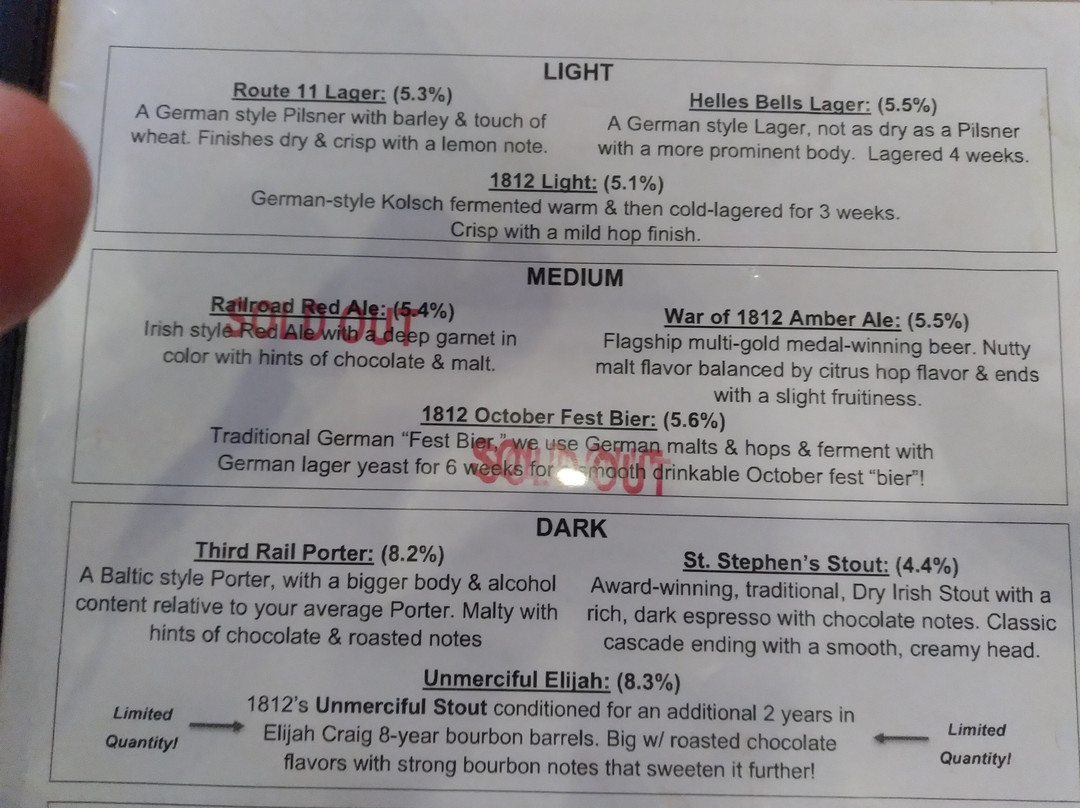 LIGHT
Route 11 Lager: (5.3%)
A German style Pilsner with barley & touch of
wheat. Finishes dry & crisp with a lemon note.
Helles Bells Lager: (5.5%)
A German style Lager, not as dry as a Pilsner
with a more prominent body. Lagered 4 weeks.
1812 Light: (5.1%)
German-style Kolsch fermented warm & then cold-lagered for 3 weeks.
Crisp with a mild hop finish.
MEDIUM
Railroad Red Ale: (5.4%)
SOLD OUT
Irish style Red Ale with a deep garnet in
color with hints of chocolate & malt.
War of 1812 Amber Ale: (5.5%)
Flagship multi-gold medal-winning beer. Nutty
malt flavor balanced by citrus hop flavor & ends
with a slight fruitiness.
1812 October Fest Bier: (5.6%)
Traditional German “Fest Bier,” we use German malts & hops & ferment with
German lager yeast for 6 weeks for smooth drinkable October fest “bier”!
SOLD OUT
DARK
Third Rail Porter: (8.2%)
A Baltic style Porter, with a bigger body & alcohol
content relative to your average Porter. Malty with
hints of chocolate & roasted notes
St. Stephen’s Stout: (4.4%)
Award-winning, traditional, Dry Irish Stout with a
rich, dark espresso with chocolate notes. Classic
cascade ending with a smooth, creamy head.
Unmerciful Elijah: (8.3%)
1812’s Unmerciful Stout conditioned for an additional 2 years in
Elijah Craig 8-year bourbon barrels. Big w/ roasted chocolate
flavors with strong bourbon notes that sweeten it further!
Limited
Quantity!
Limited
Quantity!